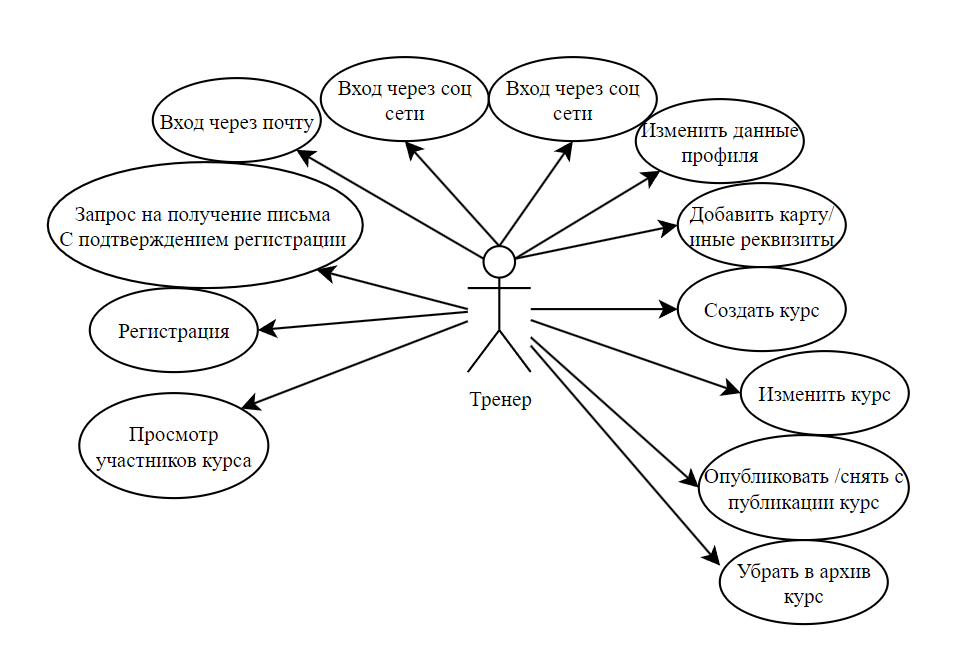 Вход через соц
сети
Вход через соц
сети
Вход через почту
Изменить данные
профиля
Запрос на получение письма
С подтверждением регистрации
Добавить карту/
иные реквизиты
Регистрация
Создать курс
Тренер
Изменить курс
Просмотр
участников курса
Опубликовать /снять с
публикации курс
Убрать в архив
курс